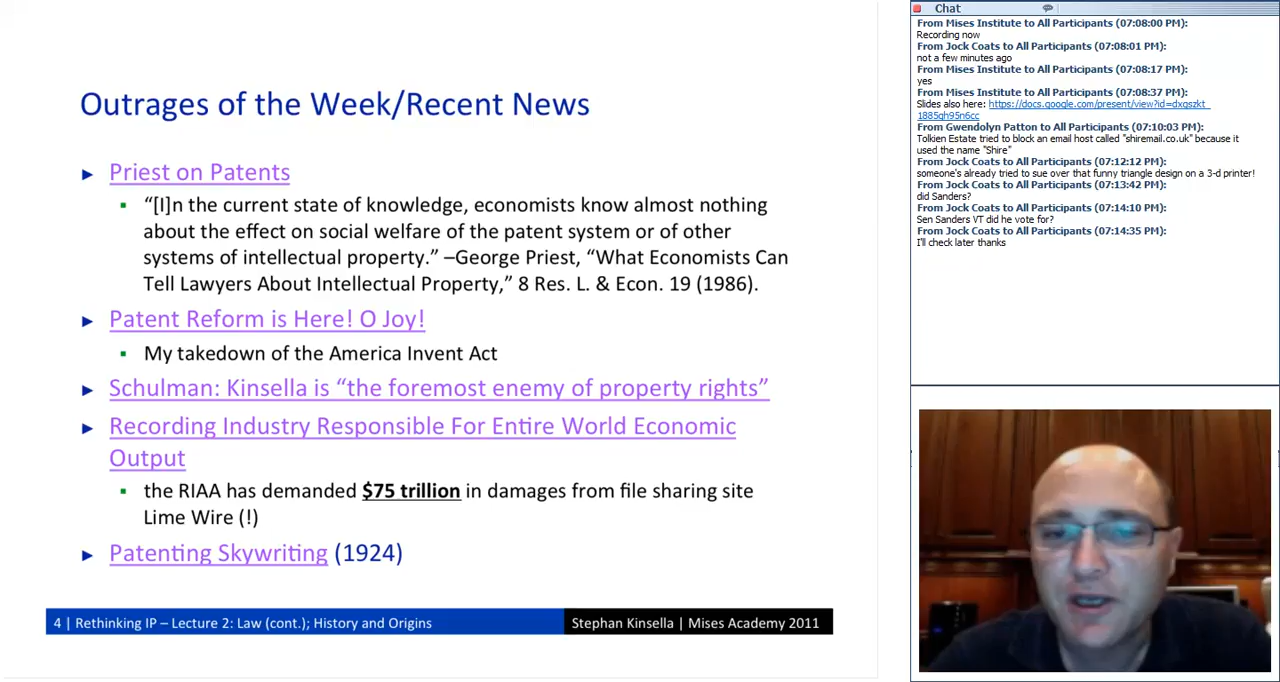 Outrages of the Week/Recent News
► Priest on Patents
▪ “[I]n the current state of knowledge, economists know almost nothing
about the effect on social welfare of the patent system or of other
systems of intellectual property.” –George Priest, “What Economists Can
Tell Lawyers About Intellectual Property,” 8 Res. L. & Econ. 19 (1986).
► Patent Reform is Here! O Joy!
▪ My takedown of the America Invent Act
► Schulman: Kinsella is “the foremost enemy of property rights”
► Recording Industry Responsible For Entire World Economic
Output
▪ the RIAA has demanded $75 trillion in damages from file sharing site
Lime Wire (!)
► Patenting Skywriting (1924)
4 | Rethinking IP – Lecture 2: Law (cont.); History and Origins
Stephan Kinsella | Mises Academy 2011
Chat
From Mises Institute to All Participants (07:08:00 PM):
Recording now
From Jock Coats to All Participants (07:08:01 PM):
not a few minutes ago
From Mises Institute to All Participants (07:08:17 PM):
yes
From Mises Institute to All Participants (07:08:37 PM):
Slides also here: https://docs.google.com/present/view?id=dxgszkt_
1885gh95n6cc
From Gwendolyn Patton to All Participants (07:10:03 PM):
Tolkien Estate tried to block an email host called "shiremail.co.uk" because it
used the name "Shire"
From Jock Coats to All Participants (07:12:12 PM):
someone's already tried to sue over that funny triangle design on a 3-d printer!
From Jock Coats to All Participants (07:13:42 PM):
did Sanders?
From Jock Coats to All Participants (07:14:10 PM):
Sen Sanders VT did he vote for?
From Jock Coats to All Participants (07:14:35 PM):
I'll check later thanks